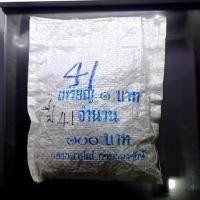 41
เหรียญ ๑ บาท
ปี 41 จำนวน
๑๐๐ บาท